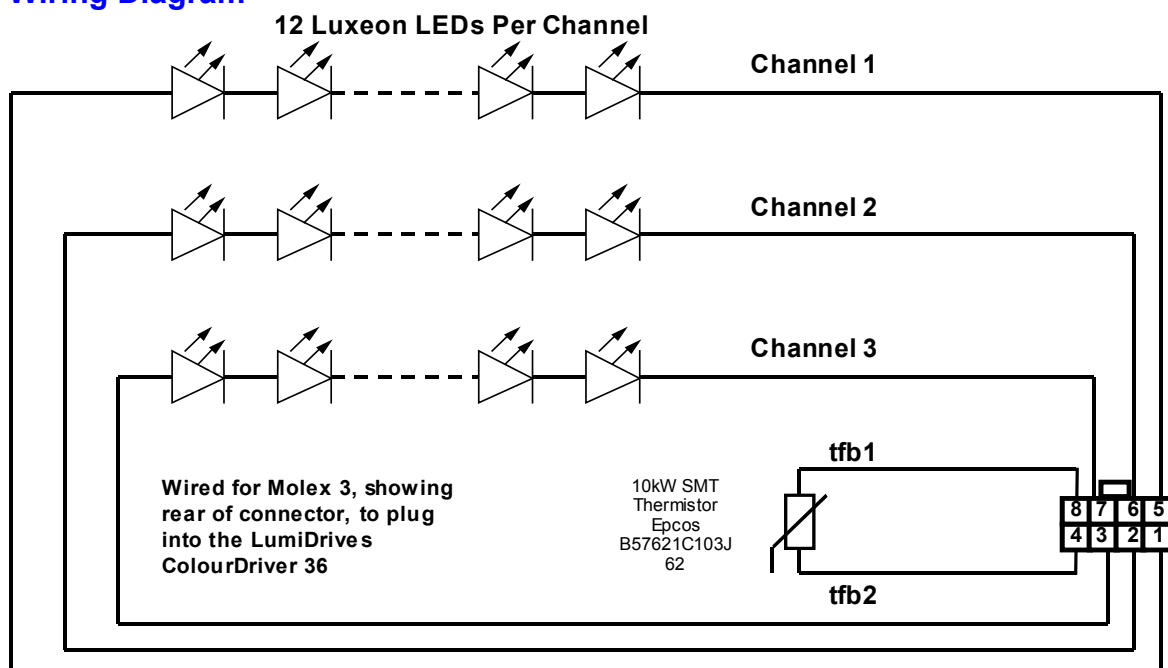 Wiring Diagram
12 Luxeon LEDs Per Channel
Channel 1
Channel 2
Channel 3
tfb1
Wired for Molex 3, showing
rear of connector, to plug
into the LumiDrives
ColourDriver 36
10kW SMT
Thermistor
Epcos
B57621C103J
62
8 7 6 5
4 3 2 1
tfb2